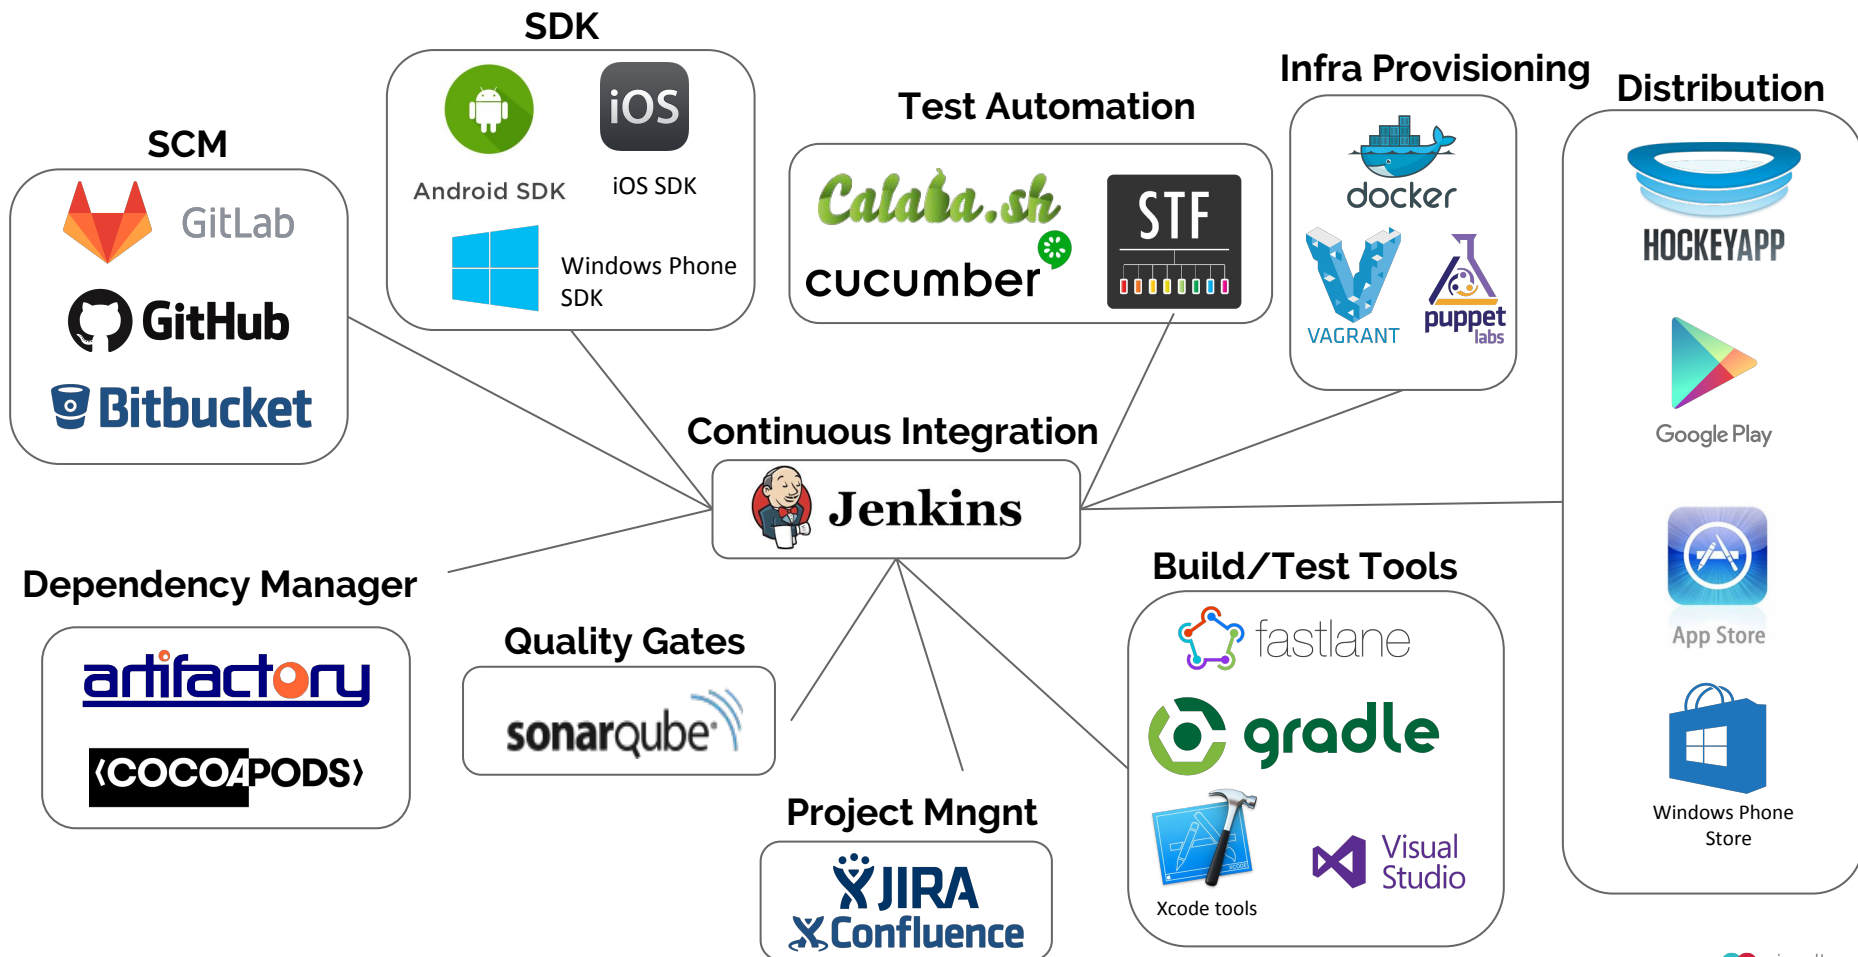 SDK
iOS
Android SDK
iOS SDK
Windows Phone
SDK
SCM
GitLab
GitHub
Bitbucket
Test Automation
Calaba.sh
cucumber
STF
Infra Provisioning
docker
VAGRANT
puppet
labs
Distribution
HOCKEYAPP
Google Play
App Store
Windows Phone
Store
Continuous Integration
Jenkins
Dependency Manager
artifactory
COCOAPODS
Quality Gates
sonarqube
Project Mngnt
JIRA
Confluence
Build/Test Tools
fastlane
gradle
XCODE
Xcode tools
Visual
Studio